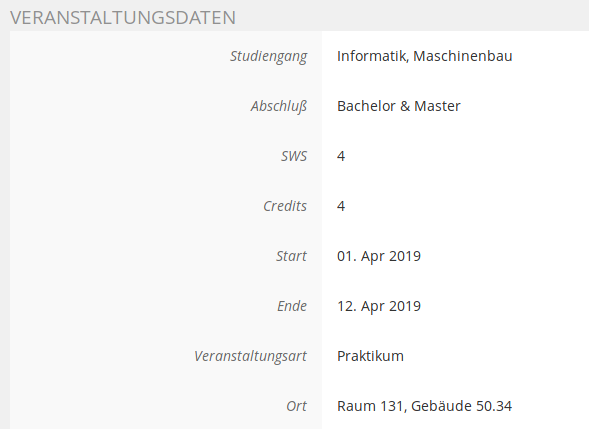 VERANSTALTUNGSDATEN
Studiengang Informatik, Maschinenbau
Abschluß Bachelor & Master
SWS 4
Credits 4
Start 01. Apr 2019
Ende 12. Apr 2019
Veranstaltungsart Praktikum
Ort Raum 131, Gebäude 50.34